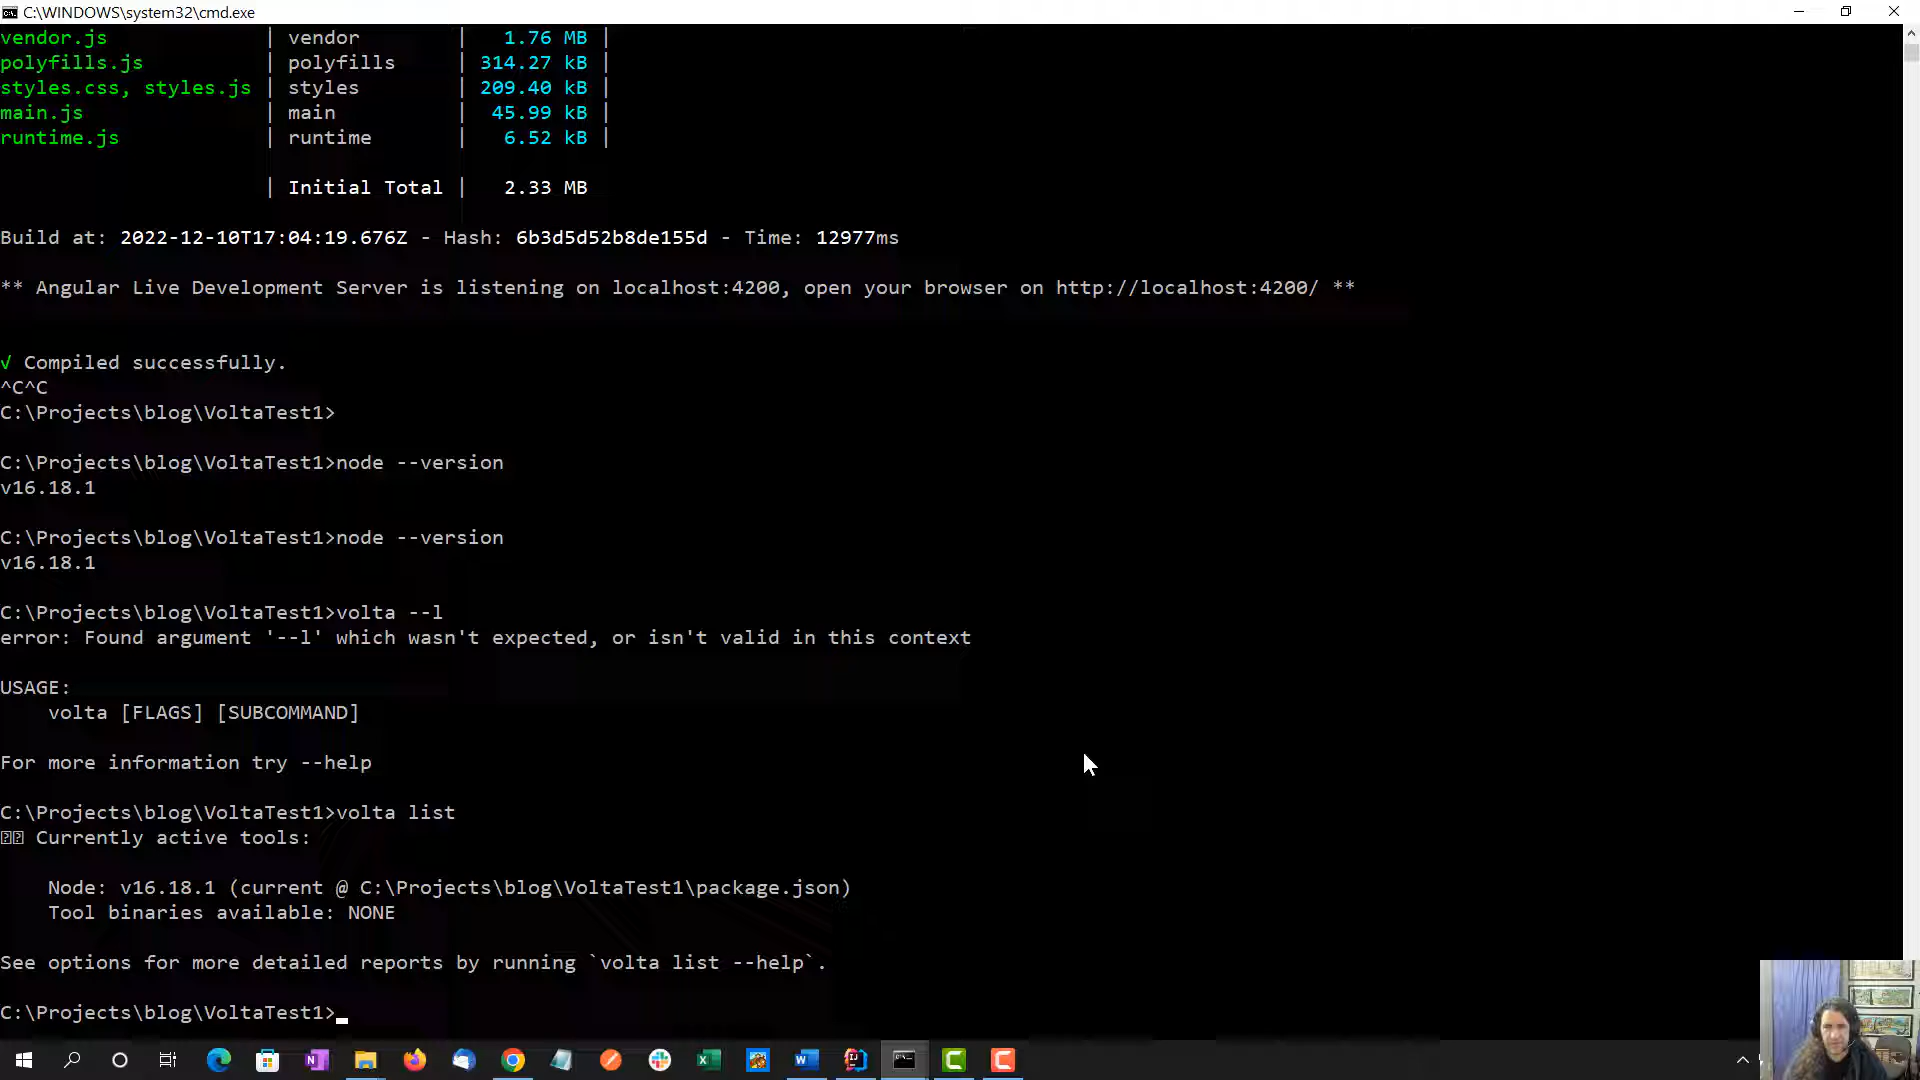 C:\WINDOWS\system32\cmd.exe
vendor.js | vendor | 1.76 MB |
polyfills.js | polyfills | 314.27 kB |
styles.css, styles.js | styles | 209.40 kB |
main.js | main | 45.99 kB |
runtime.js | runtime | 6.52 kB |
| Initial Total | 2.33 MB
Build at: 2022-12-10T17:04:19.676Z - Hash: 6b3d5d52b8de155d - Time: 12977ms
** Angular Live Development Server is listening on localhost:4200, open your browser on http://localhost:4200/ **
√ Compiled successfully.
^C^C
C:\Projects\blog\VoltaTest1>
C:\Projects\blog\VoltaTest1>node --version
v16.18.1
C:\Projects\blog\VoltaTest1>node --version
v16.18.1
C:\Projects\blog\VoltaTest1>volta --l
error: Found argument '--l' which wasn't expected, or isn't valid in this context
USAGE:
volta [FLAGS] [SUBCOMMAND]
For more information try --help
C:\Projects\blog\VoltaTest1>volta list
Currently active tools:
Node: v16.18.1 (current @ C:\Projects\blog\VoltaTest1\package.json)
Tool binaries available: NONE
See options for more detailed reports by running `volta list --help`.
C:\Projects\blog\VoltaTest1>